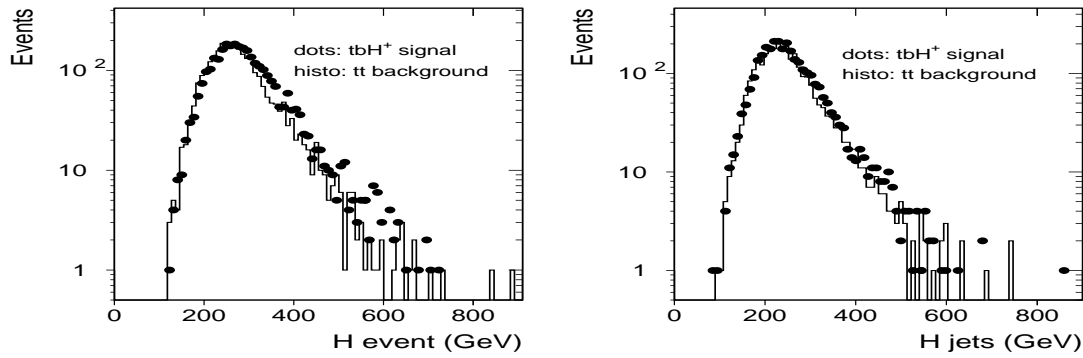 Events
10 2
10
1
dots: tbH+ signal
histo: tt background
0 200 400 600 800
H event (GeV)
Events
10 2
10
1
dots: tbH+ signal
histo: tt background
0 200 400 600 800
H jets (GeV)